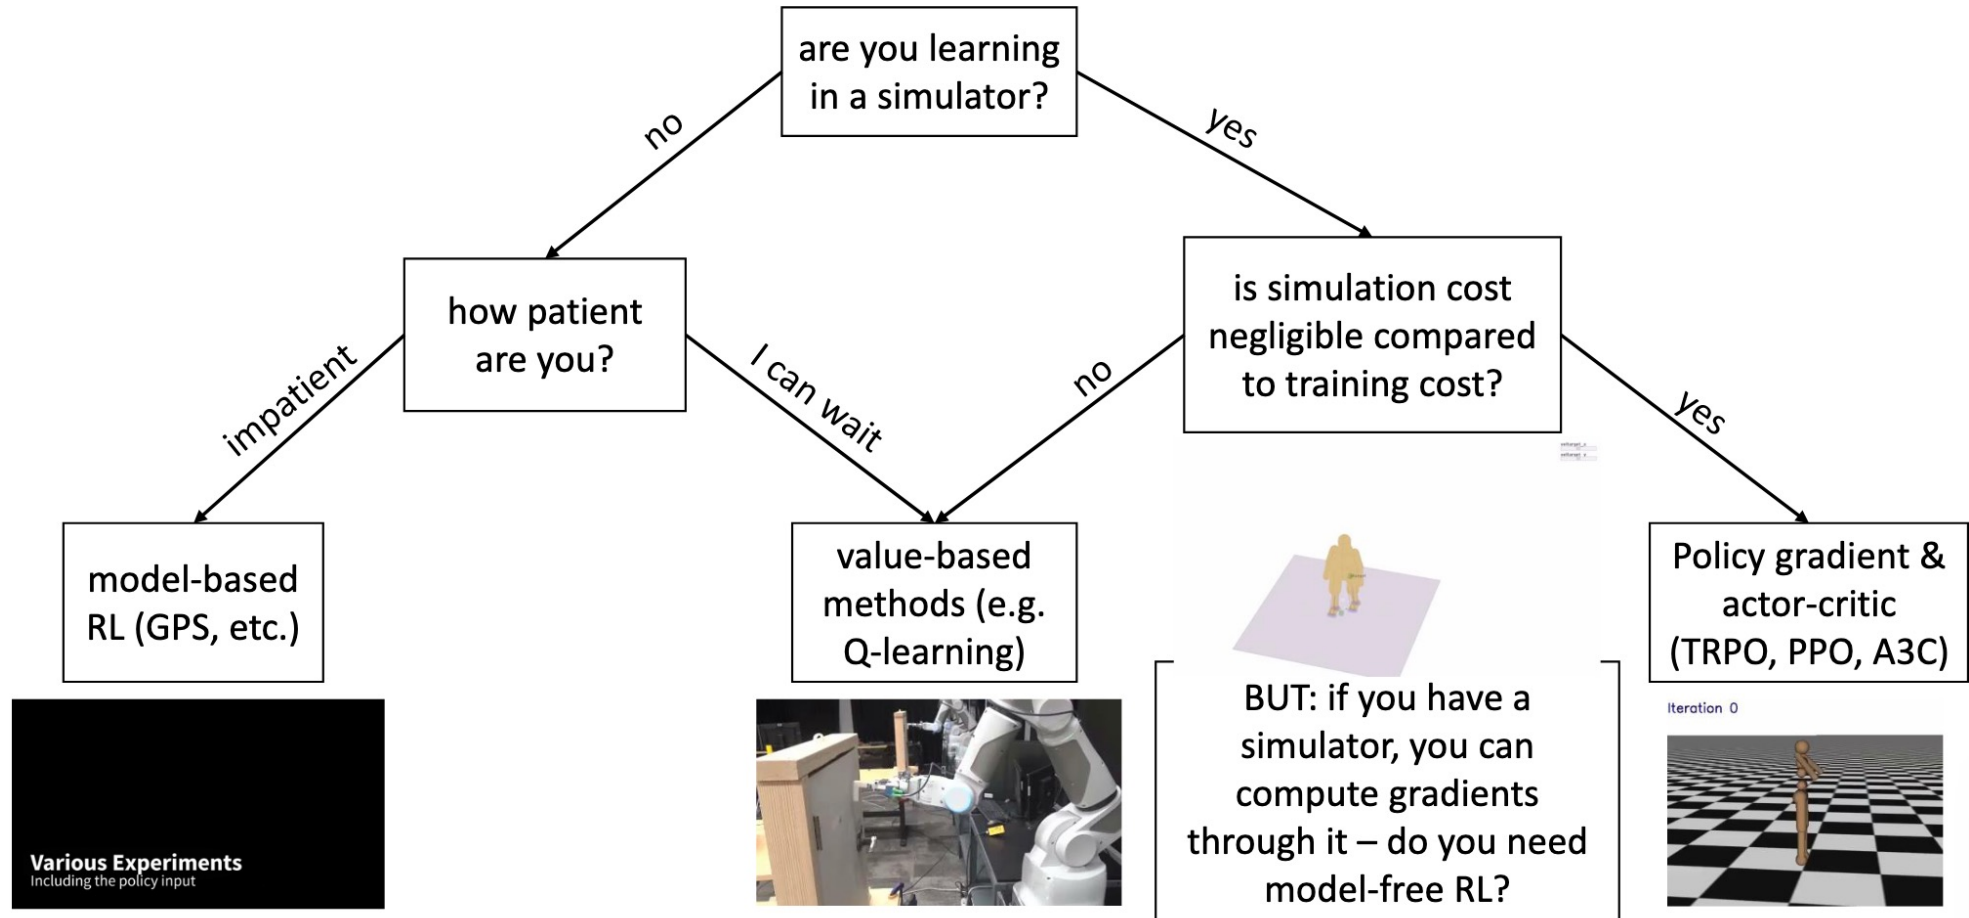 are you learning
in a simulator?
no
yes
how patient
are you?
is simulation cost
negligible compared
to training cost?
impatient
I can wait
no
yes
model-based
RL (GPS, etc.)
value-based
methods (e.g.
Q-learning)
Policy gradient &
actor-critic
(TRPO, PPO, A3C)
BUT: if you have a
simulator, you can
compute gradients
through it – do you need
model-free RL?
Iteration 0
Various Experiments
Including the policy input